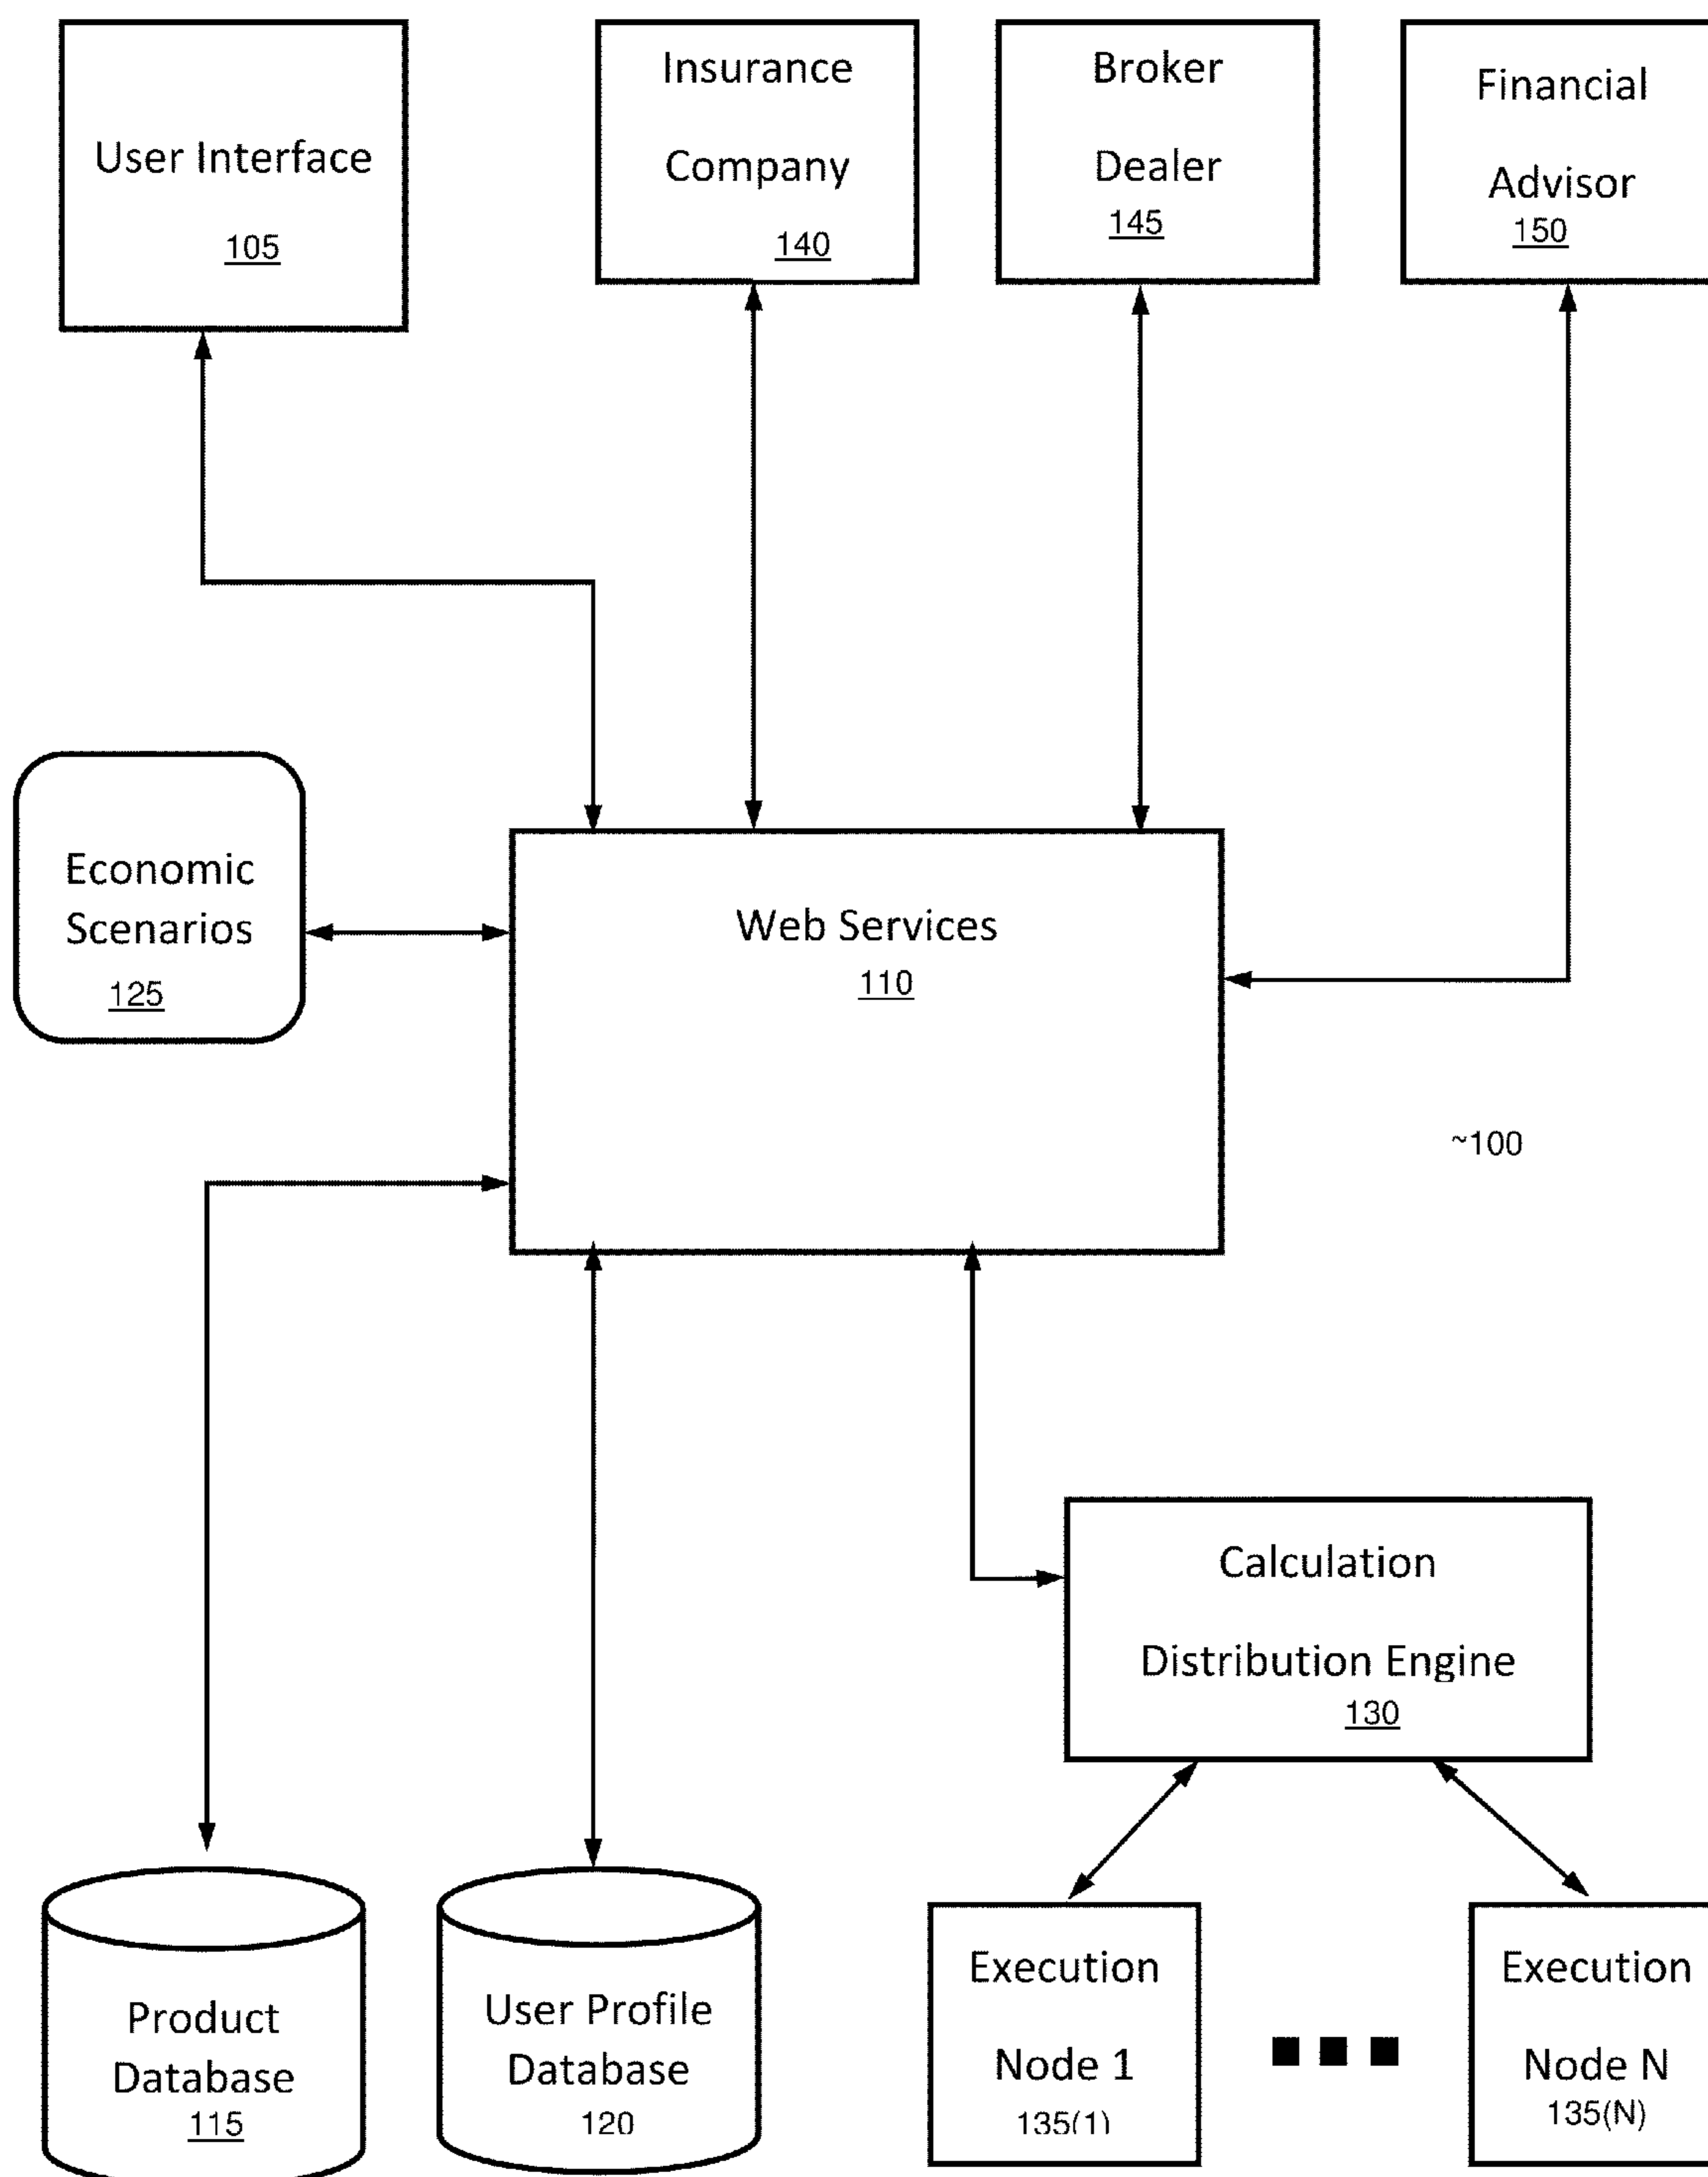 User Interface
105
Insurance
Company
140
Broker
Dealer
145
Financial
Advisor
150
Economic
Scenarios
125
Web Services
110
~100
Calculation
Distribution Engine
130
Product
Database
115
User Profile
Database
120
Execution
Node 1
135(1)
Execution
Node N
135(N)